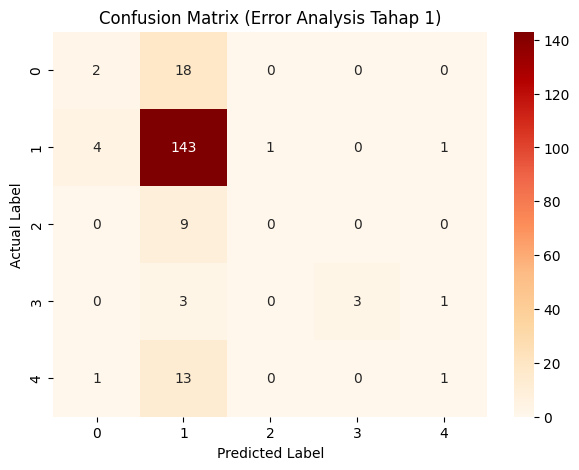 Confusion Matrix (Error Analysis Tahap 1)
Actual Label
0 2 18 0 0 0
1 4 143 1 0 1
2 0 9 0 0 0
3 0 3 0 3 1
4 1 13 0 0 1
0 1 2 3 4
Predicted Label
140
120
100
80
60
40
20
0